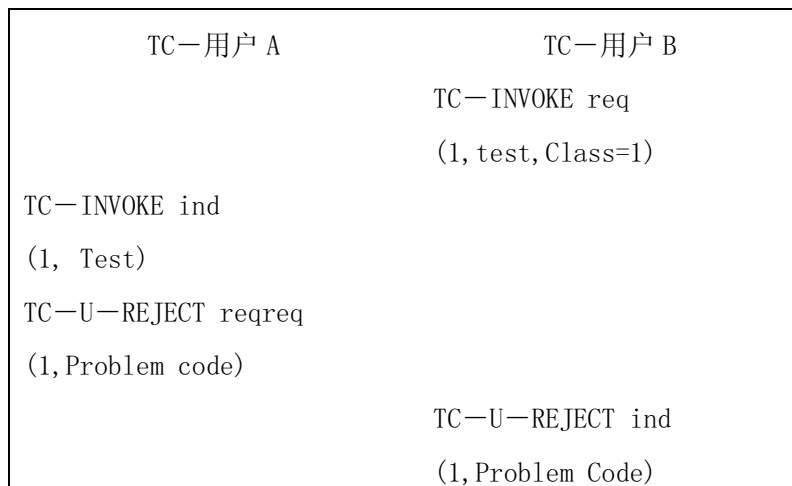 TC－用户 A TC－用户 B
TC－INVOKE req
(1,test,Class=1)
TC－INVOKE ind
(1, Test)
TC－U－REJECT reqreq
(1,Problem code)
TC－U－REJECT ind
(1,Problem Code)